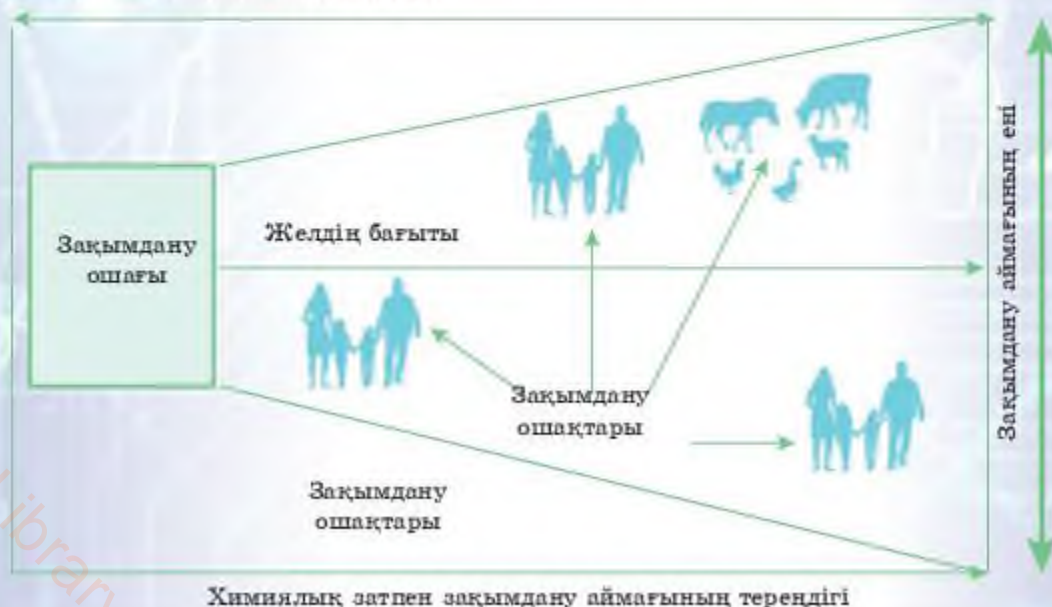 Зақымдану
ошағы
Желдің бағыты
Зақымдану
ошақтары
Зақымдану
ошақтары
Зақымдану аймағының ені
Химиялық затпен зақымдану аймағының тереңдігі